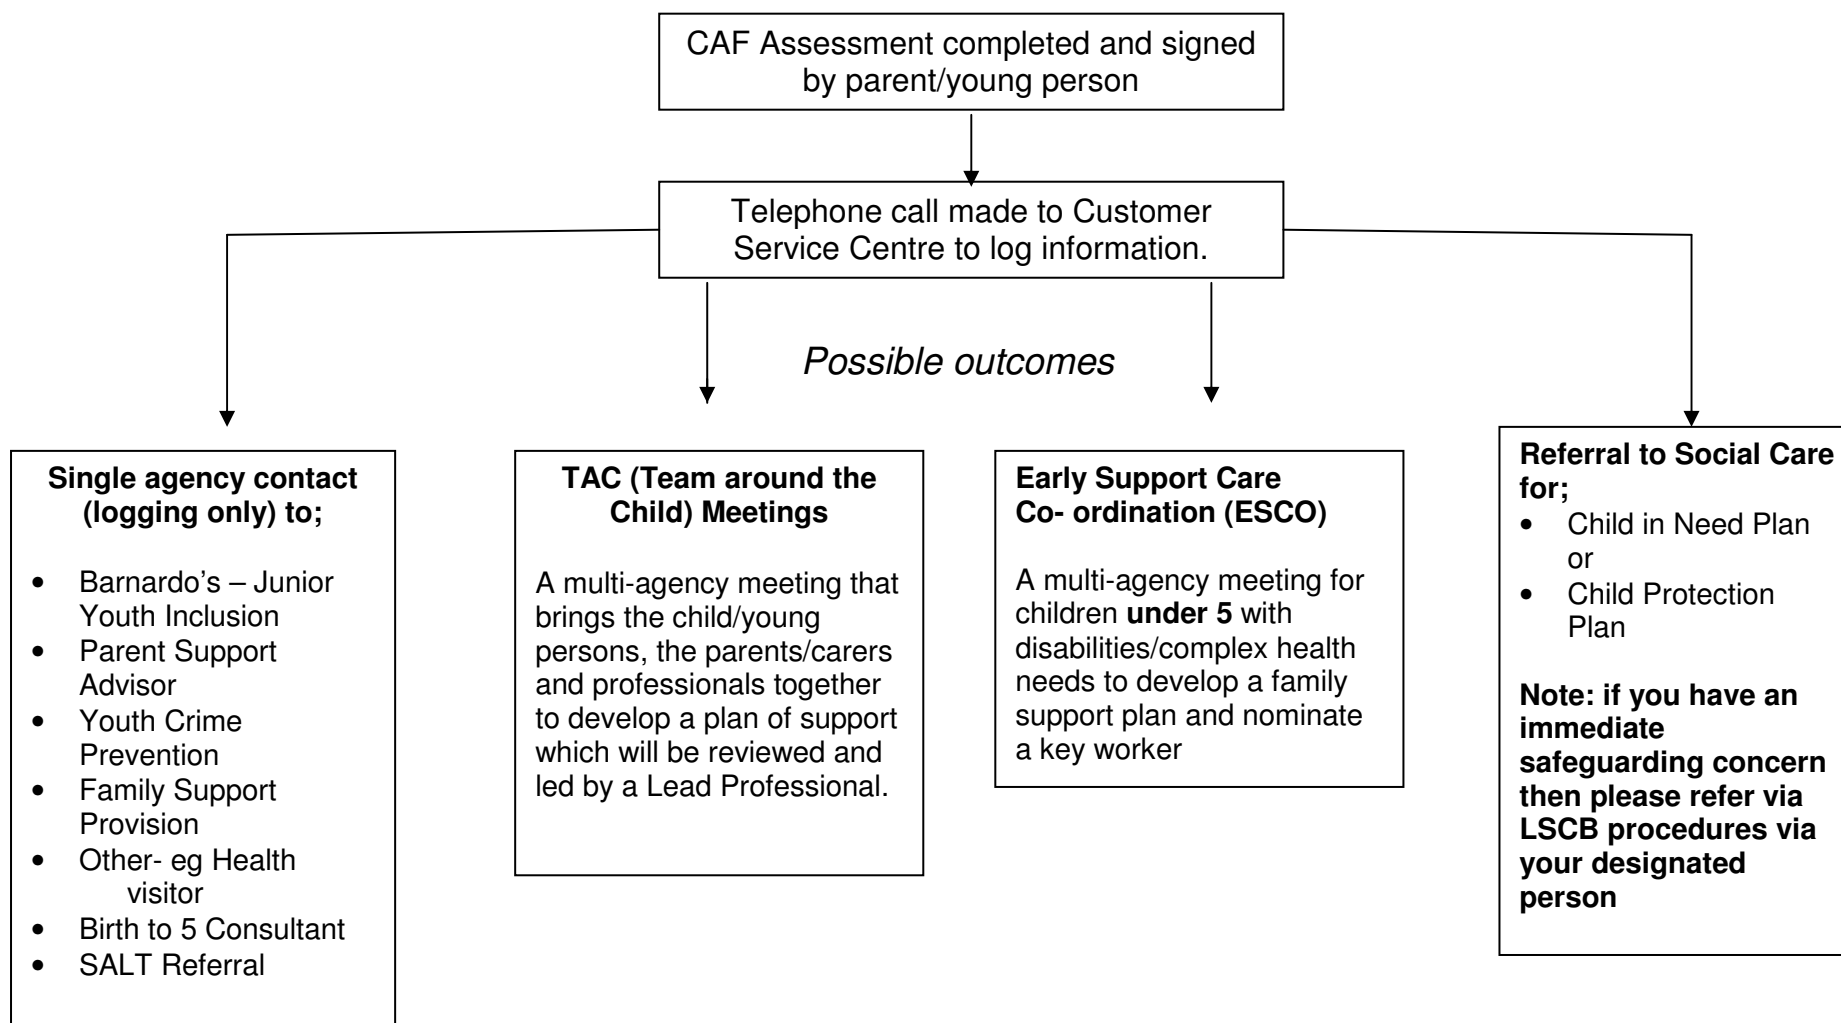 CAF Assessment completed and signed
by parent/young person
Telephone call made to Customer
Service Centre to log information.
Possible outcomes
Single agency contact
(logging only) to;
• Barnardo's – Junior
Youth Inclusion
• Parent Support
Advisor
• Youth Crime
Prevention
• Family Support
Provision
• Other- eg Health
visitor
• Birth to 5 Consultant
• SALT Referral
TAC (Team around the
Child) Meetings
A multi-agency meeting that
brings the child/young
persons, the parents/carers
and professionals together
to develop a plan of support
which will be reviewed and
led by a Lead Professional.
Early Support Care
Co- ordination (ESCO)
A multi-agency meeting for
children under 5 with
disabilities/complex health
needs to develop a family
support plan and nominate
a key worker
Referral to Social Care
for;
• Child in Need Plan
or
• Child Protection
Plan
Note: if you have an
immediate
safeguarding concern
then please refer via
LSCB procedures via
your designated
person